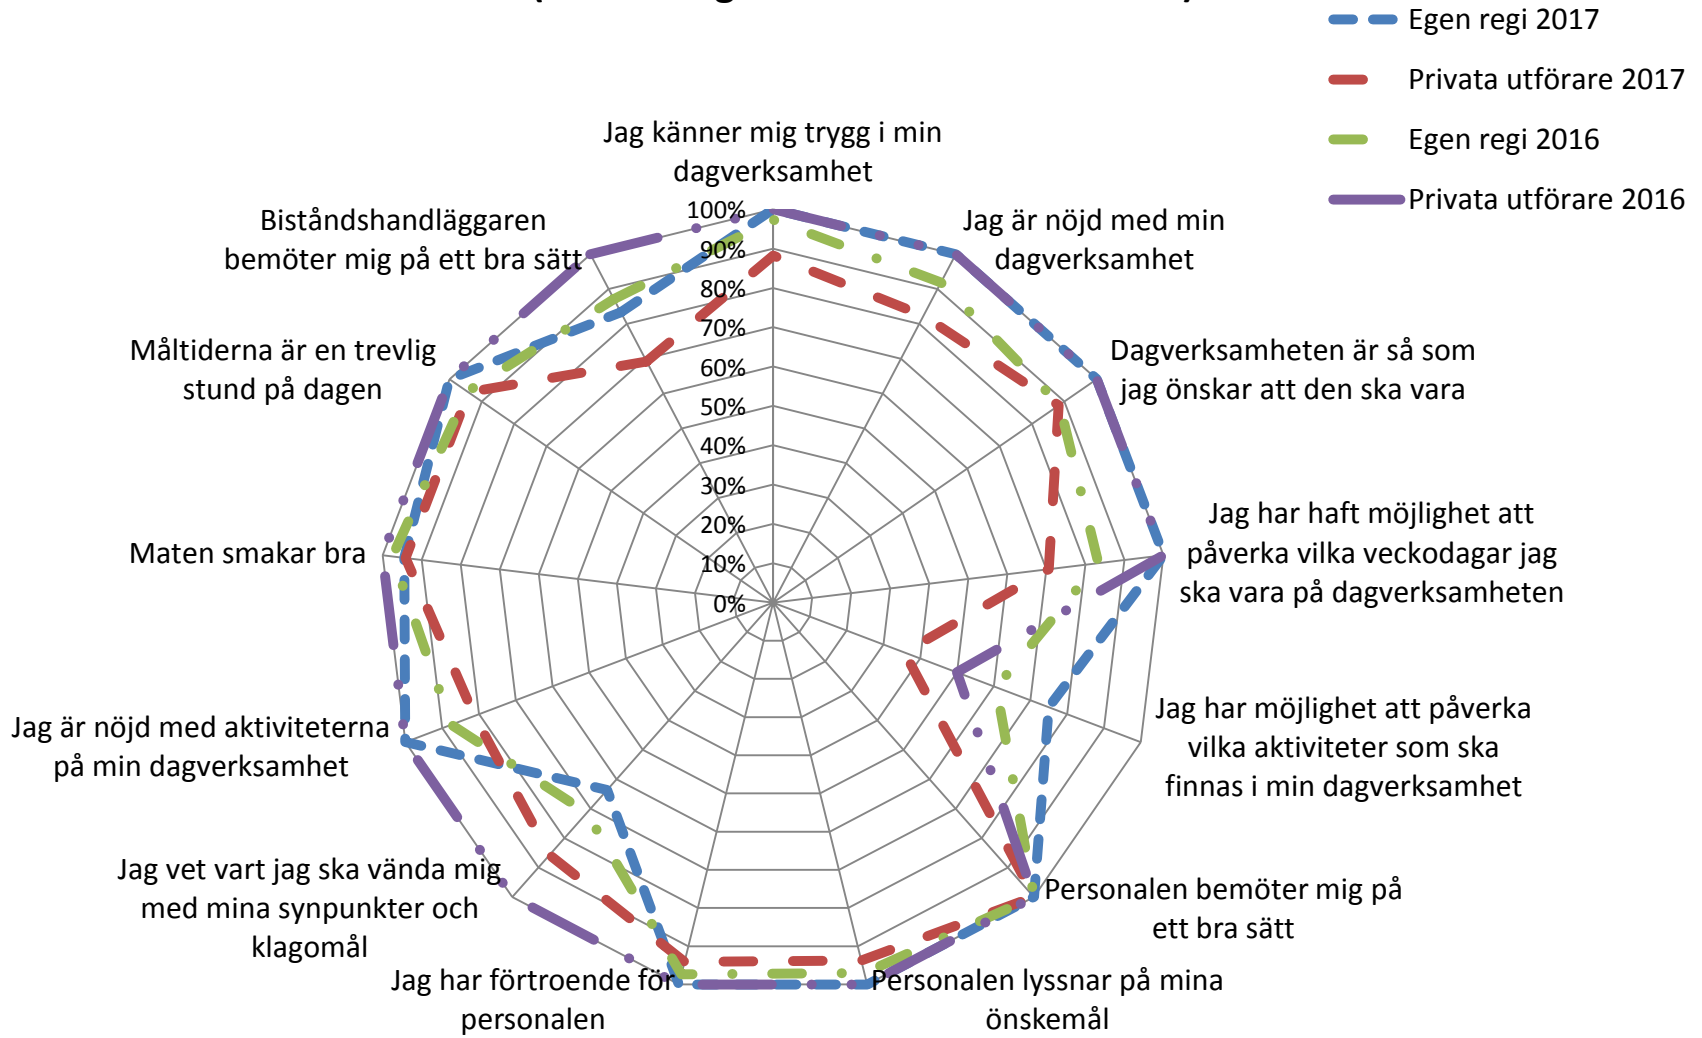 Egen regi 2017
Privata utförare 2017
Egen regi 2016
Privata utförare 2016
Jag känner mig trygg i min
dagverksamhet
Jag är nöjd med min
dagverksamhet
Dagverksamheten är så som
jag önskar att den ska vara
Jag har haft möjlighet att
påverka vilka veckodagar jag
ska vara på dagverksamheten
Jag har möjlighet att påverka
vilka aktiviteter som ska
finnas i min dagverksamhet
Personalen bemöter mig på
ett bra sätt
Personalen lyssnar på mina
önskemål
Jag har förtroende för
personalen
Jag vet vart jag ska vända mig
med mina synpunkter och
klagomål
Jag är nöjd med aktiviteterna
på min dagverksamhet
Maten smakar bra
Måltiderna är en trevlig
stund på dagen
Biståndshandläggaren
bemöter mig på ett bra sätt
100%
90%
80%
70%
60%
50%
40%
30%
20%
10%
0%